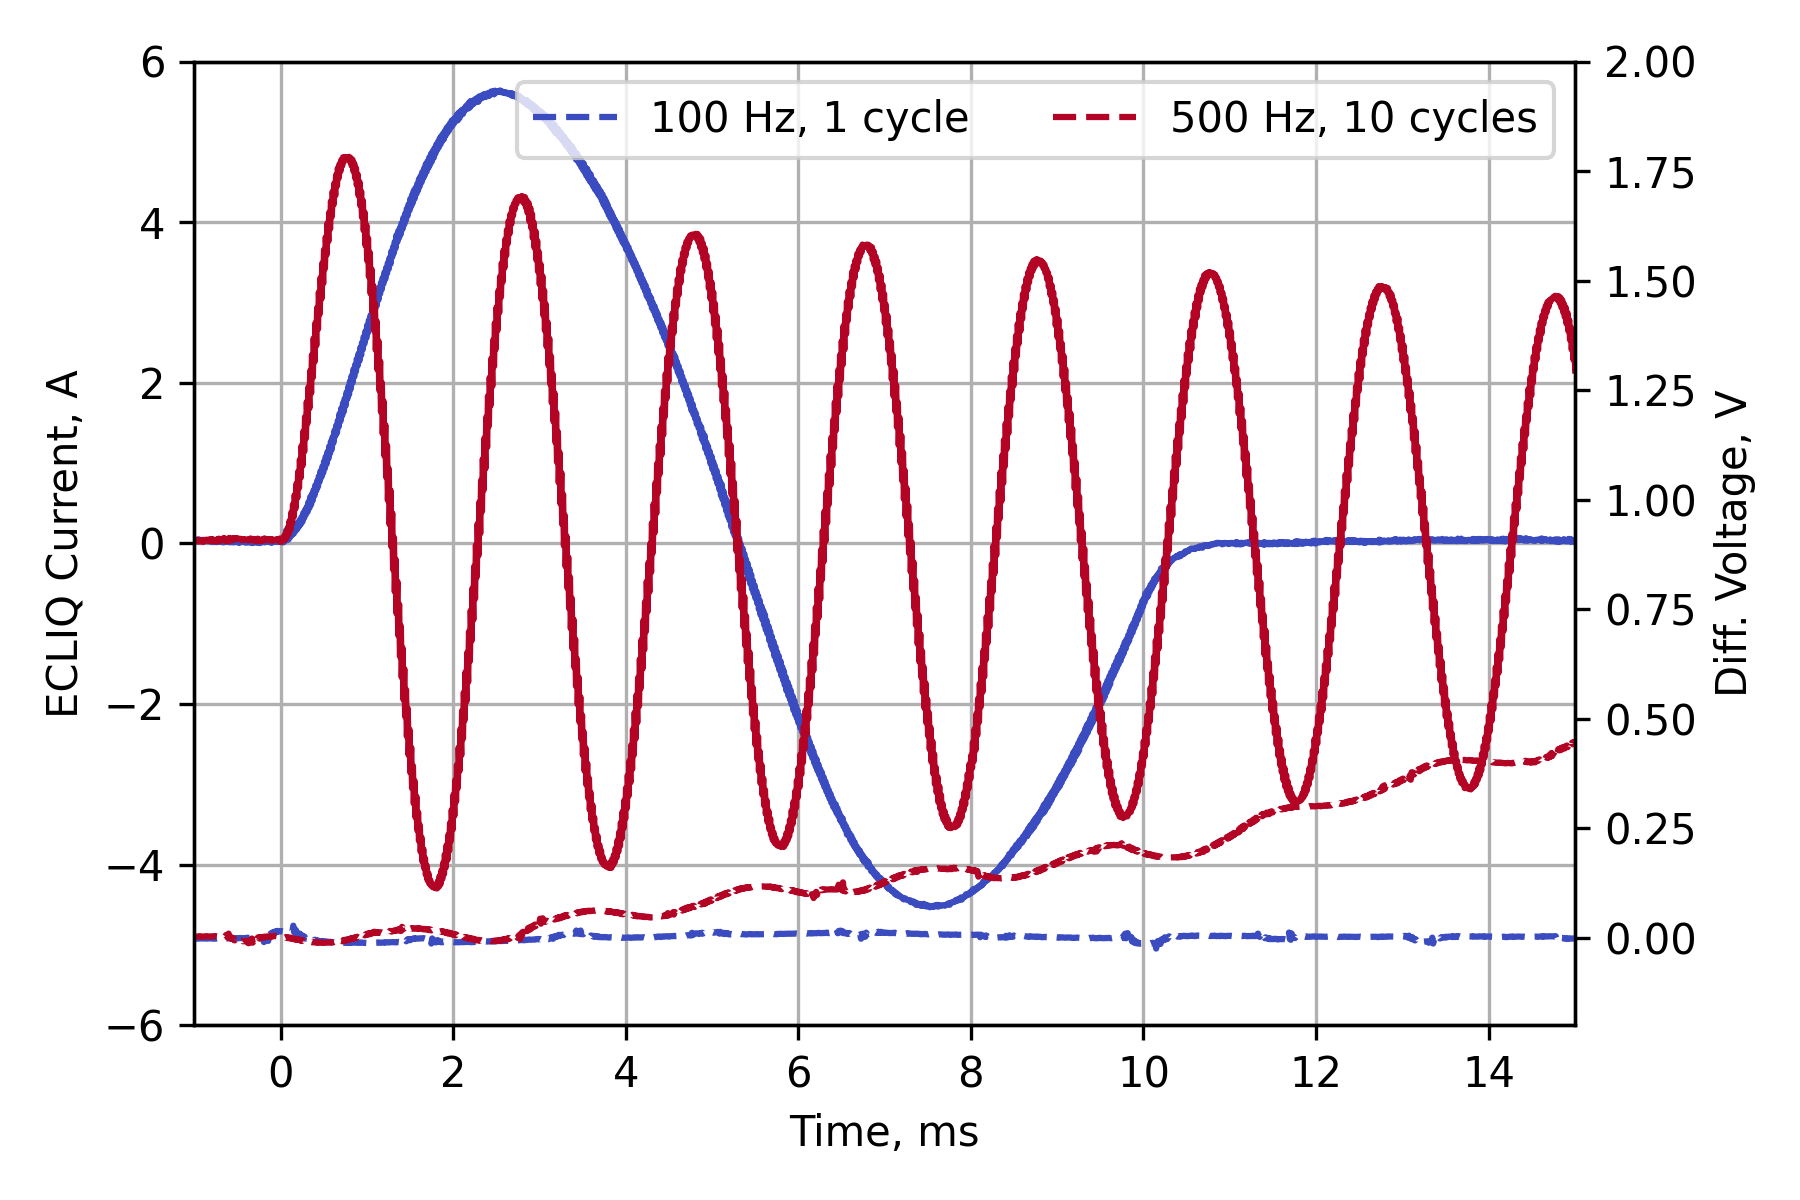 100 Hz, 1 cycle
500 Hz, 10 cycles
ECLIQ Current, A
6
4
2
0
−2
−4
−6
Diff. Voltage, V
2.00
1.75
1.50
1.25
1.00
0.75
0.50
0.25
0.00
0 2 4 6 8 10 12 14
Time, ms